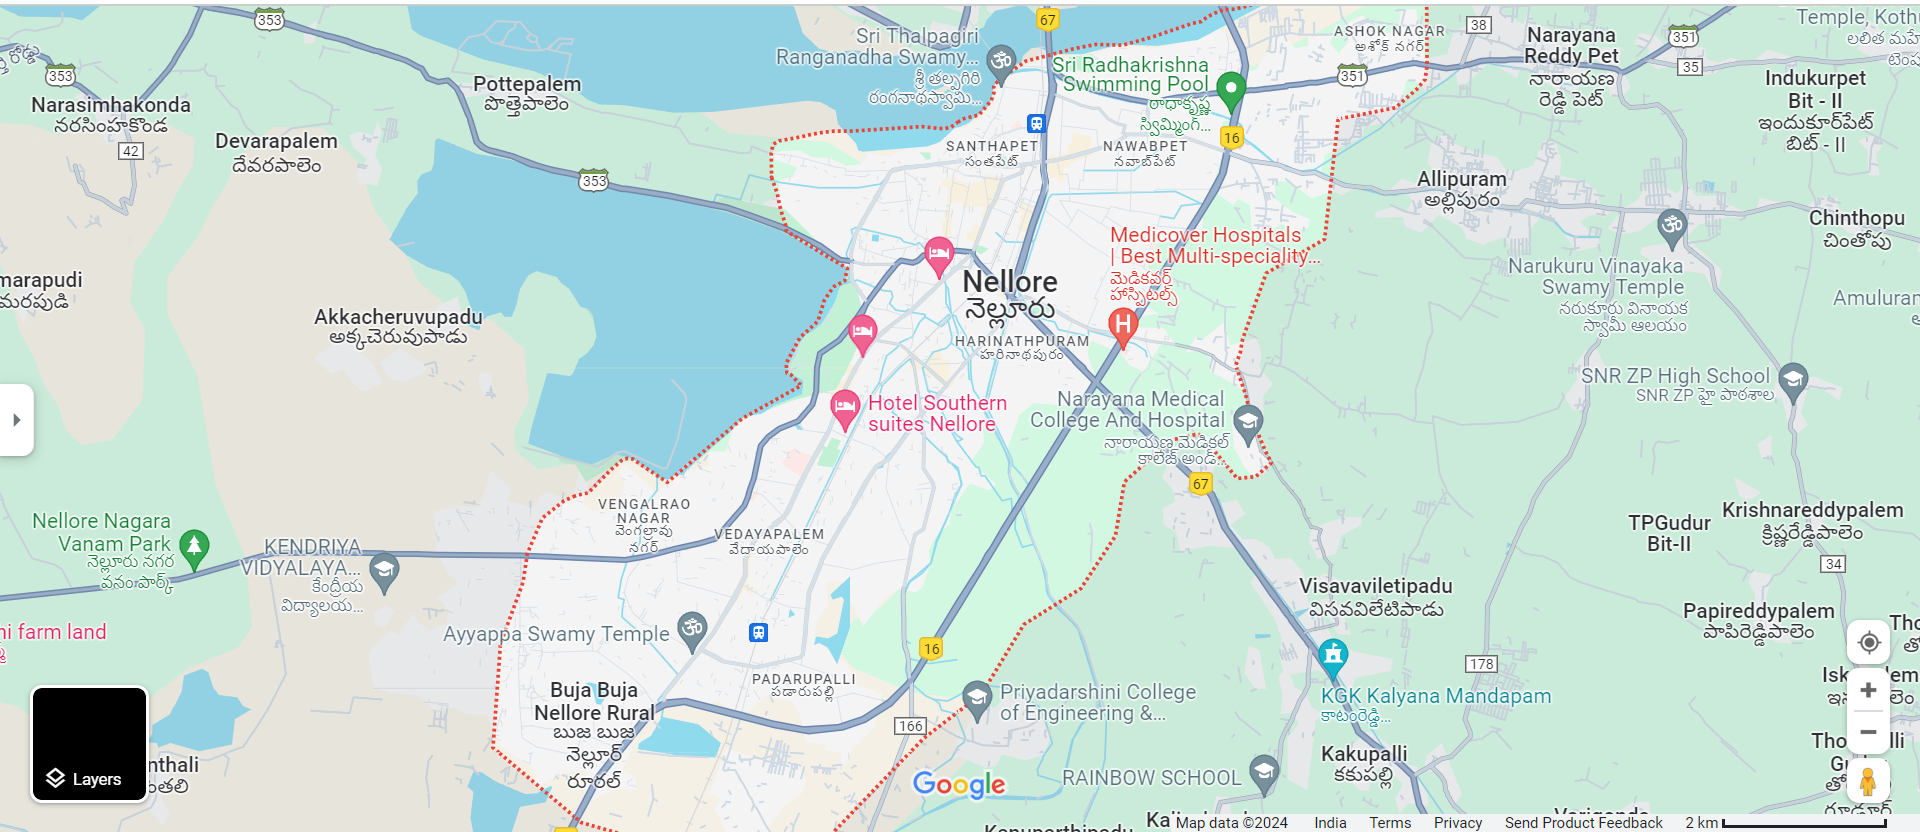 353
67
38
351
Sri Thalpagiri
Ranganadha Swamy...
శ్రీ తల్పగిరి
రంగనాథస్వామి...
ASHOK NAGAR
అశోక్ నగర్
Narayana
Reddy Pet
నారాయణ
రెడ్డి పెట్
35
Temple, Koth
Indukurpet
Bit - II
ఇందుకూర్‌పేట్
బిట్ - II
353
Narasimhakonda
నరసింహకొండ
42
Pottepalem
పొత్తెపాలెం
Sri Radhakrishna
Swimming Pool
రాధాకృష్ణ
స్విమ్మింగ్...
351
16
Devarapalem
దేవరపాలెం
353
SANTHAPET
సంతపేట్
NAWABPET
నవాబ్‌పేట్
Allipuram
అల్లిపురం
Chinthopu
చింతోపు
marapudi
మరపుడి
Akkacheruvupadu
అక్కచెరువుపాడు
Nellore
నెల్లూరు
Medicover Hospitals
| Best Multi-speciality...
మెడికవర్
హాస్పిటల్స్
H
Narukuru Vinayaka
Swamy Temple
నరుకూరు వినాయక
స్వామీ ఆలయం
Amuluran
HARINATHPURAM
హరినాథపురం
SNR ZP High School
SNR ZP హై పాఠశాల
Hotel Southern
suites Nellore
Narayana Medical
College And Hospital
నారాయణ మెడికల్
కాలేజ్ అండ్...
67
VENGALRAO
NAGAR
వెంగల్రావు
నగర్
VEDAYAPALEM
వేదాయపాలెం
Nellore Nagara
Vanam Park
నెల్లూరు నగర
వనం పార్క్
KENDRIYA
VIDYALAYA...
కేంద్రీయ
విద్యాలయ...
TPGudur
Bit-II
Krishnareddypalem
క్రిష్ణరేడ్డిపాలెం
34
Visavaviletipadu
విసవవిలేటిపాడు
Papireddypalem
పాపిరెడ్డిపాలెం
Tho
ni farm land
Ayyappa Swamy Temple
16
178
PADARUPALLI
పడారుపల్లి
Buja Buja
Nellore Rural
బుజ బుజ
నెల్లూర్
రూరల్
Priyadarshini College
of Engineering &...
166
KGK Kalyana Mandapam
కాటంరెడ్డి...
Kakupalli
కకుపల్లి
RAINBOW SCHOOL
nthali
ంతలి
Layers
Google
Map data ©2024 India Terms Privacy Send Product Feedback 2 km